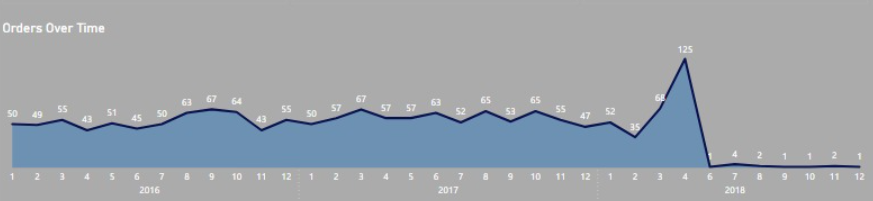 Orders Over Time
50 49 55 43 51 45 50 63 67 64 43 55 50 57 67 57 57 63 52 65 53 65 55 47 52 35 68 125 1 4 2 1 1 2 1
1 2 3 4 5 6 7 8 9 10 11 12 1 2 3 4 5 6 7 8 9 10 11 12 1 2 3 4 6 7 8 9 10 11 12
2016 2017 2018